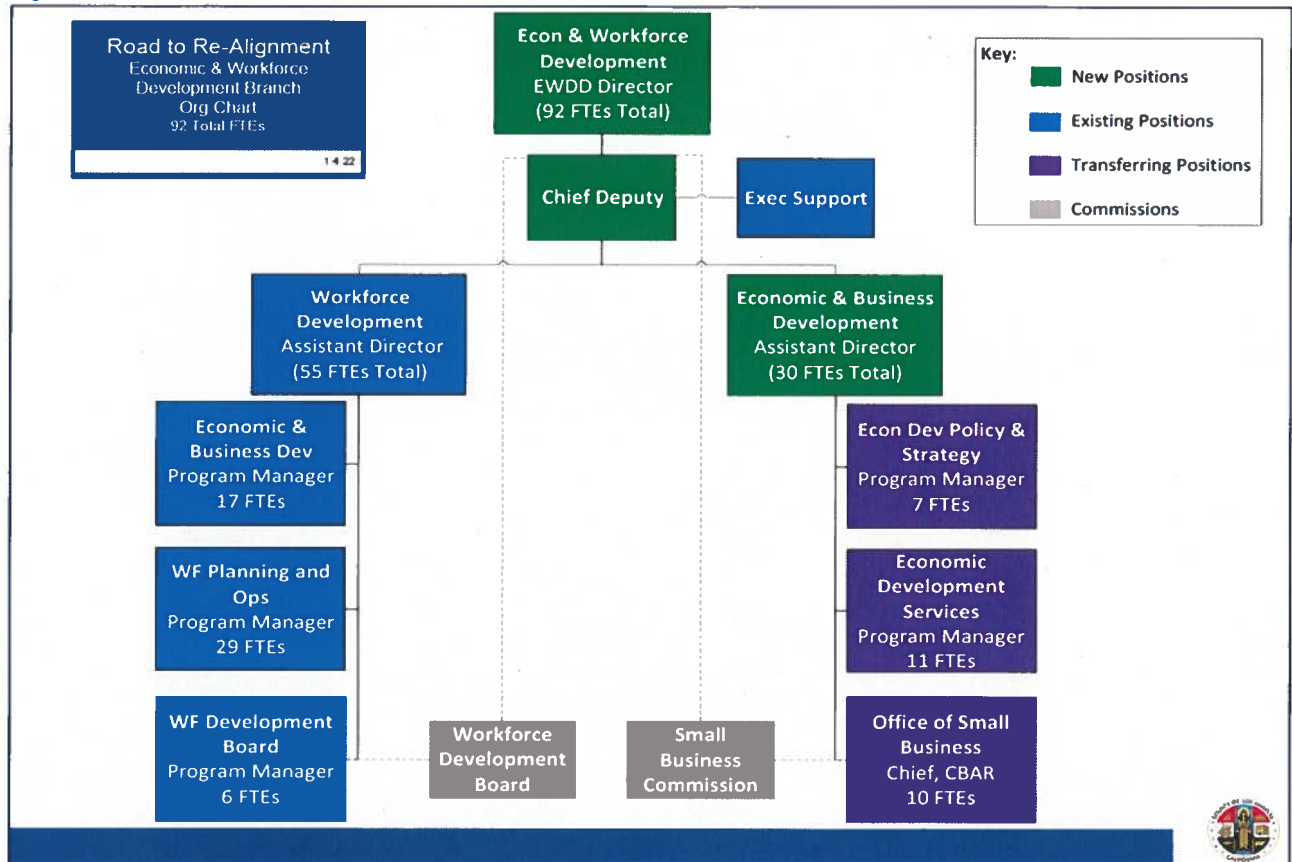 Road to Re-Alignment
Economic & Workforce
Development Branch
Org Chart
92 Total FTEs
1 4 22
Econ & Workforce
Development
EWDD Director
(92 FTEs Total)
Key:
New Positions
Existing Positions
Transferring Positions
Commissions
Chief Deputy
Exec Support
Workforce
Development
Assistant Director
(55 FTEs Total)
Economic & Business
Development
Assistant Director
(30 FTEs Total)
Economic &
Business Dev
Program Manager
17 FTEs
Econ Dev Policy &
Strategy
Program Manager
7 FTEs
WF Planning and
Ops
Program Manager
29 FTEs
Economic
Development
Services
Program Manager
11 FTEs
WF Development
Board
Program Manager
6 FTEs
Workforce
Development
Board
Small
Business
Commission
Office of Small
Business
Chief, CBAR
10 FTEs